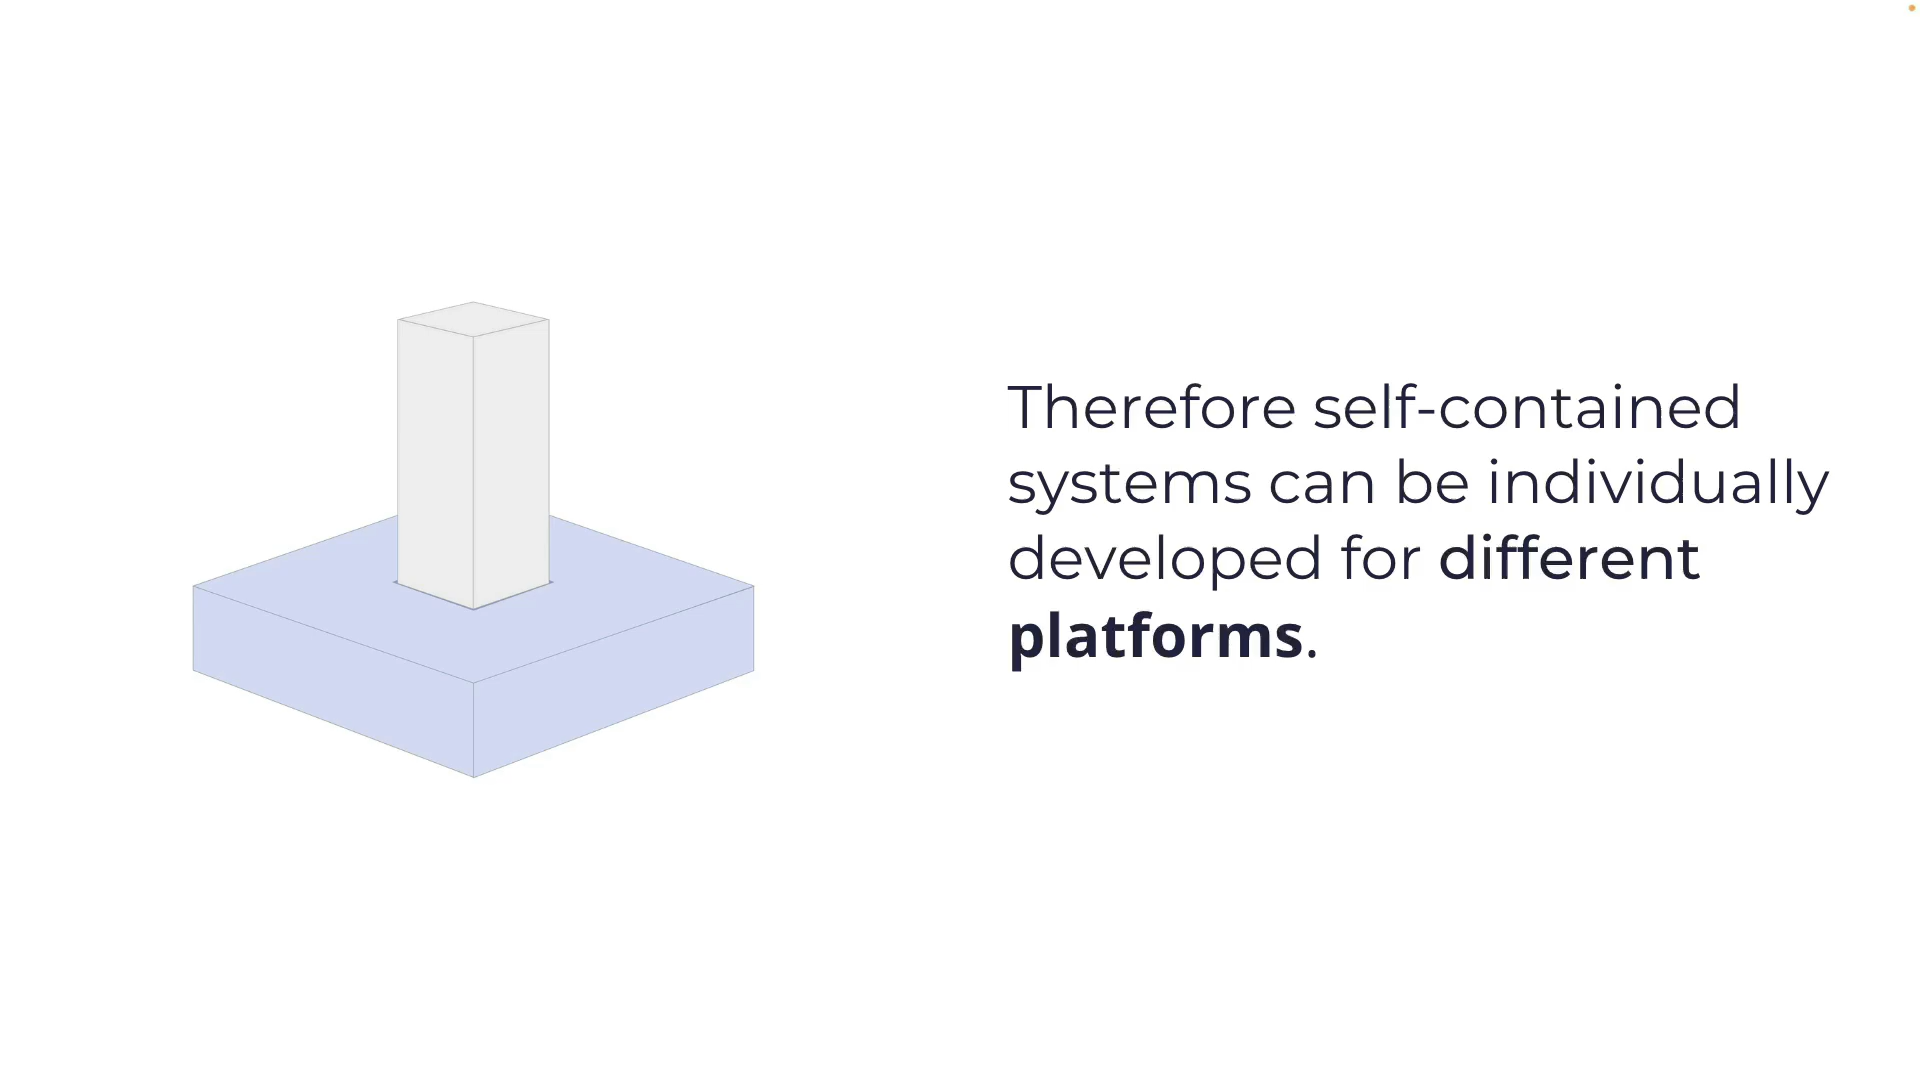 Therefore self-contained
systems can be individually
developed for different
platforms.